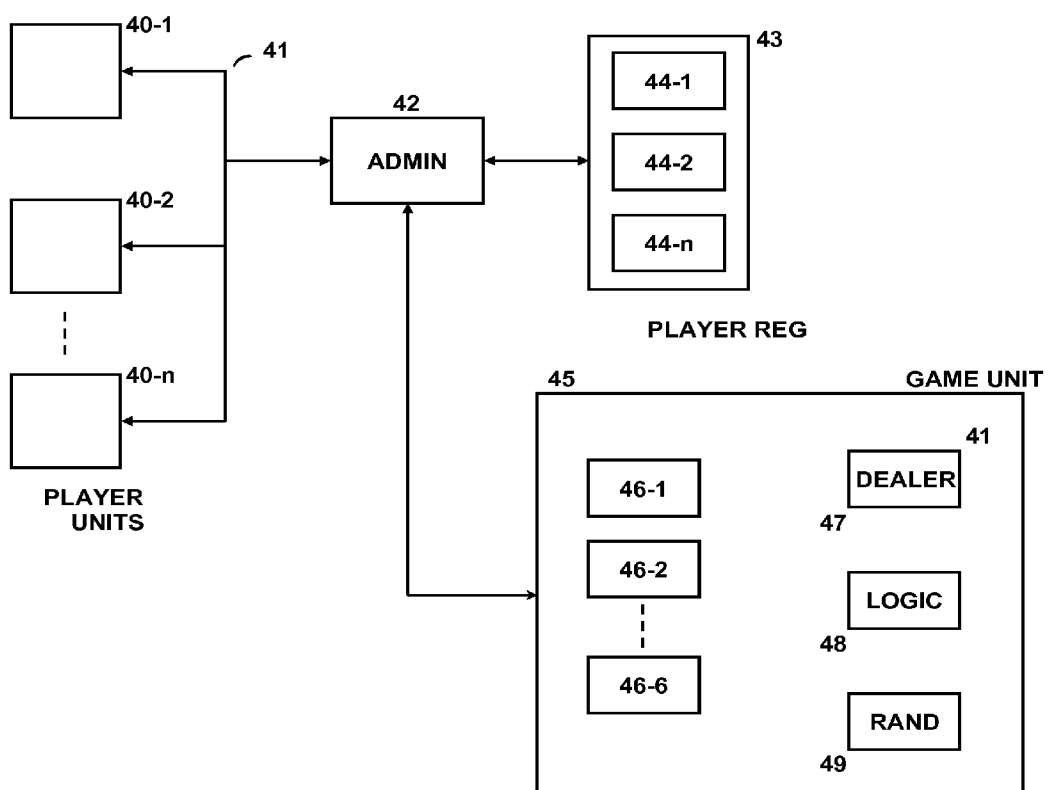 40-1
41
40-2
40-n
PLAYER
UNITS
42
ADMIN
43
44-1
44-2
44-n
PLAYER REG
45
GAME UNIT
46-1
46-2
46-6
41
DEALER
47
LOGIC
48
RAND
49